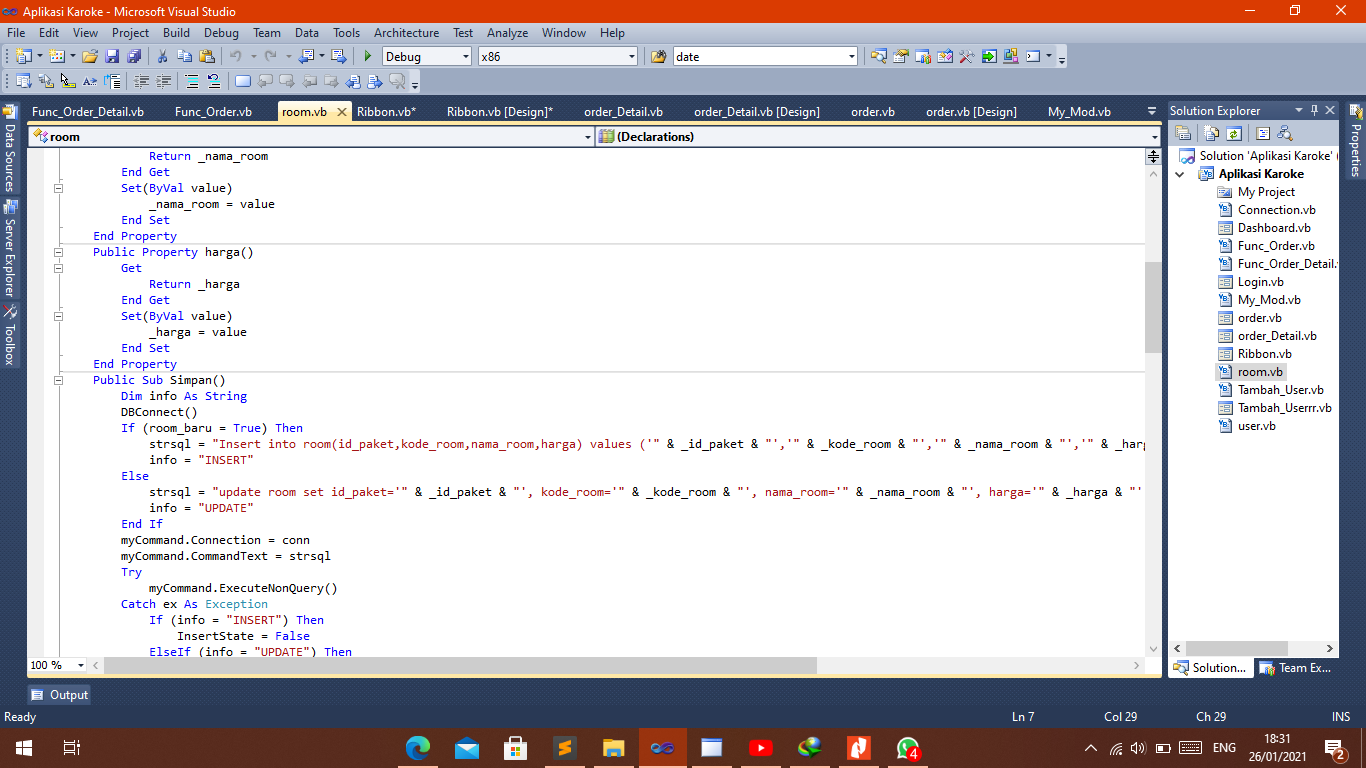 Aplikasi Karoke - Microsoft Visual Studio
File Edit View Project Build Debug Team Data Tools Architecture Test Analyze Window Help
Debug x86 date
Func_Order_Detail.vb Func_Order.vb room.vb Ribbon.vb* Ribbon.vb [Design]* order_Detail.vb order_Detail.vb [Design] order.vb order.vb [Design] My_Mod.vb
room (Declarations)
Return _nama_room
End Get
Set(ByVal value)
_nama_room = value
End Set
End Property
Public Property harga()
Get
Return _harga
End Get
Set(ByVal value)
_harga = value
End Set
End Property
Public Sub Simpan()
Dim info As String
DBConnect()
If (room_baru = True) Then
strsql = "Insert into room(id_paket,kode_room,nama_room,harga) values ('" & _id_paket & "','" & _kode_room & "','" & _nama_room & "','" & _harg
info = "INSERT"
Else
strsql = "update room set id_paket='" & _id_paket & "', kode_room='" & _kode_room & "', nama_room='" & _nama_room & "', harga='" & _harga & "'
info = "UPDATE"
End If
myCommand.Connection = conn
myCommand.CommandText = strsql
Try
myCommand.ExecuteNonQuery()
Catch ex As Exception
If (info = "INSERT") Then
InsertState = False
ElseIf (info = "UPDATE") Then
100 %
Data Sources
Server Explorer
Toolbox
Solution Explorer
Solution 'Aplikasi Karoke' (
Aplikasi Karoke
My Project
Connection.vb
Dashboard.vb
Func_Order.vb
Func_Order_Detail.v
Login.vb
My_Mod.vb
order.vb
order_Detail.vb
Ribbon.vb
room.vb
Tambah_User.vb
Tambah_Userrr.vb
user.vb
Solution... Team Ex...
Properties
Output
Ready Ln 7 Col 29 Ch 29 INS
4 ENG 18:31 26/01/2021 2